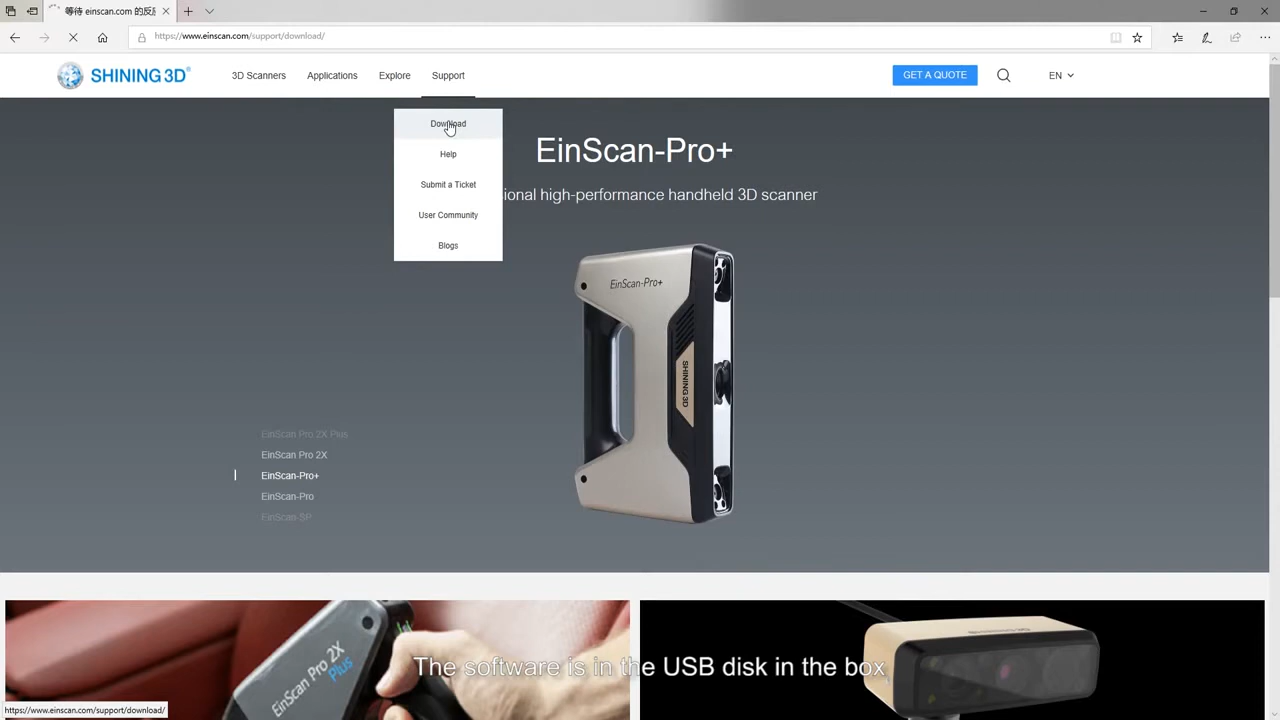 等待 einscan.com 的反应
https://www.einscan.com/support/download/
SHINING 3D®
3D Scanners
Applications
Explore
Support
GET A QUOTE
EN
Download
Help
Submit a Ticket
User Community
Blogs
EinScan-Pro+
sional high-performance handheld 3D scanner
EinScan-Pro+
SHINING 3D
EinScan Pro 2X Plus
EinScan Pro 2X
EinScan-Pro+
EinScan-Pro
EinScan-SP
EinScan Pro 2X
Plus
The software is in the USB disk in the box
https://www.einscan.com/support/download/